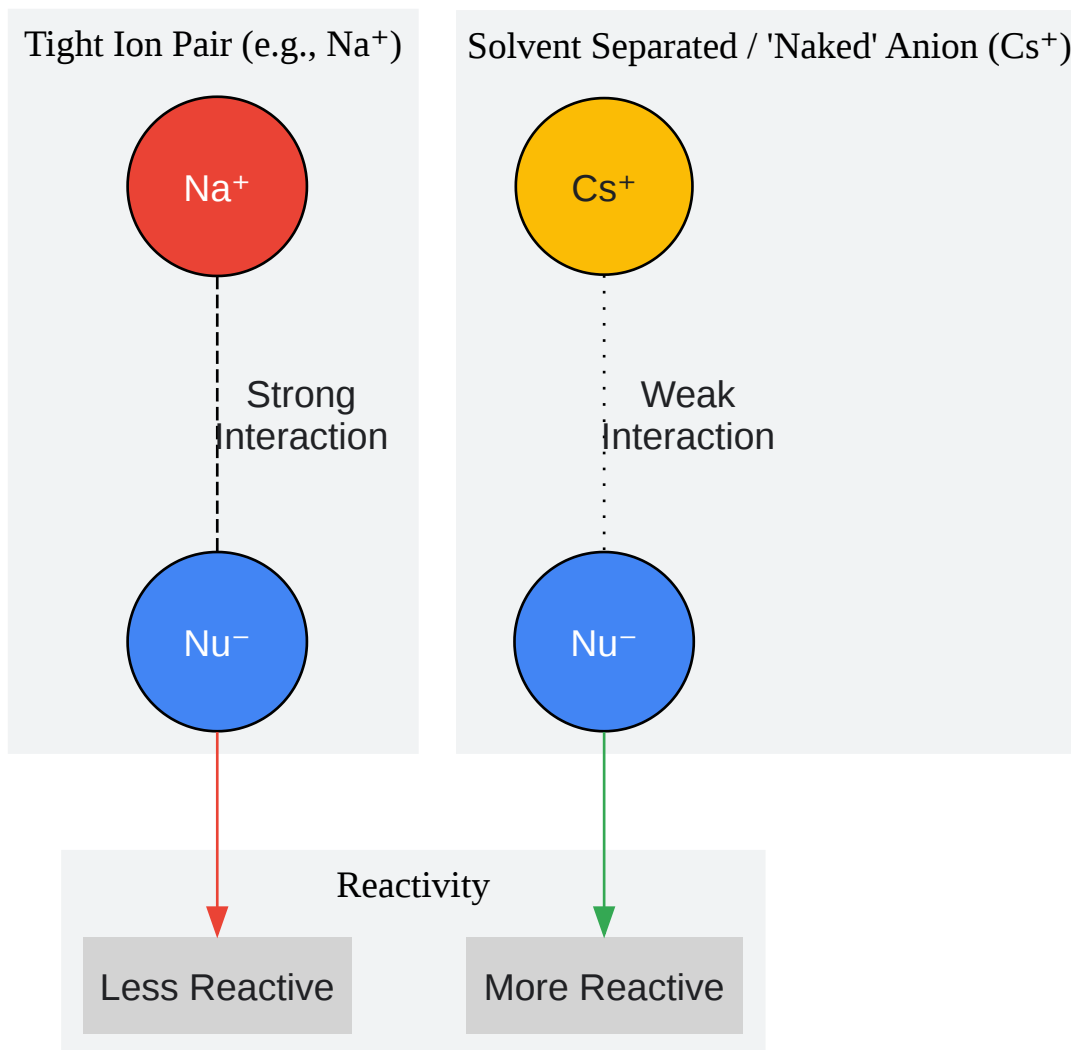 Tight Ion Pair (e.g., Na⁺)
Na⁺
Strong
Interaction
Nu⁻
Solvent Separated / 'Naked' Anion (Cs⁺)
Cs⁺
Weak
Interaction
Nu⁻
Reactivity
Less Reactive
More Reactive